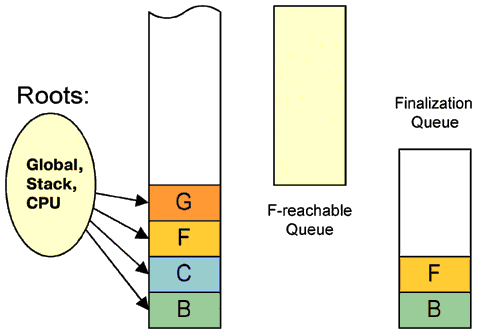 Roots:
Global,
Stack,
CPU
G
F
C
B
F-reachable
Queue
Finalization
Queue
F
B